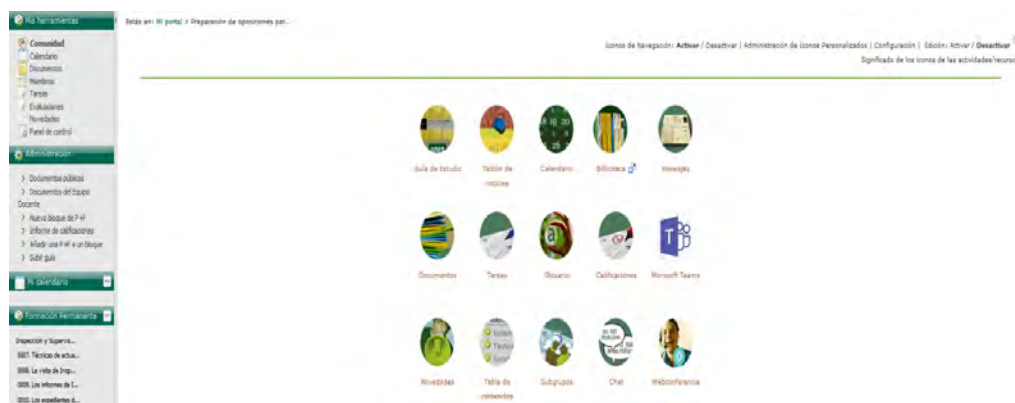 Mis herramientas
Comunidad
Calendario
Documentos
Miembros
Tareas
Evaluaciones
Novedades
Panel de control
Administración
> Documentos públicos
> Documentos del Equipo
Docente
> Nuevo bloque de P+F
> Informe de calificaciones
> Añadir una P+F a un bloque
> Subir guía
Mi calendario
Formación Permanente
Inspección y Supervi...
0007. Técnicas de actua...
0008. La visita de Insp...
0009. Los informes de I...
0010. Los expedientes d...
Estás en: Mi portal > Preparación de oposiciones par...
Iconos de Navegación: Activar / Desactivar | Administración de Iconos Personalizados | Configuración | Edición: Activar / Desactivar
Significado de los iconos de las actividades/recurso
Guía de Estudio
Tablón de
noticias
Calendario
Biblioteca
Mensajes
Documentos
Tareas
Glosario
Calificaciones
Microsoft Teams
Novedades
Tabla de
contenidos
Subgrupos
Chat
Webconferencia